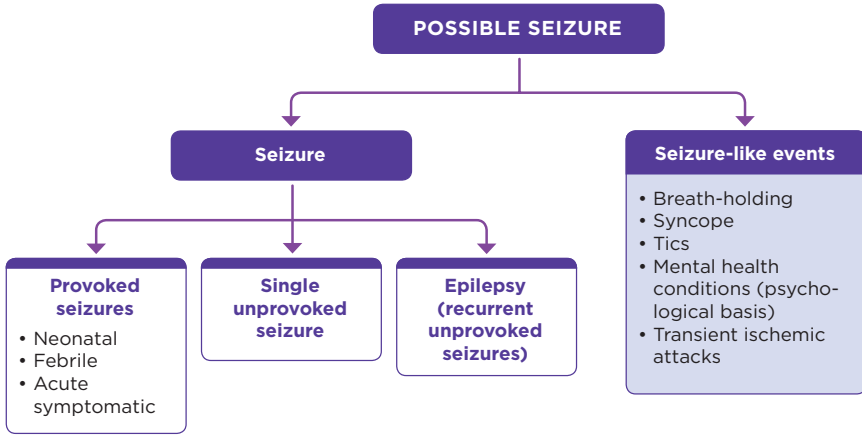 POSSIBLE SEIZURE
Seizure
Provoked
seizures
• Neonatal
• Febrile
• Acute
symptomatic
Single
unprovoked
seizure
Epilepsy
(recurrent
unprovoked
seizures)
Seizure-like events
• Breath-holding
• Syncope
• Tics
• Mental health
conditions (psycho-
logical basis)
• Transient ischemic
attacks